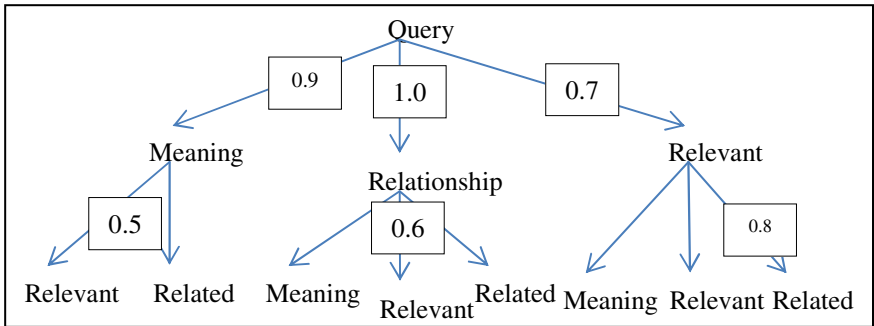 Query
0.9
1.0
0.7
Meaning
Relationship
Relevant
0.5
0.6
0.8
Relevant
Related
Meaning
Relevant
Related
Meaning
Relevant
Related